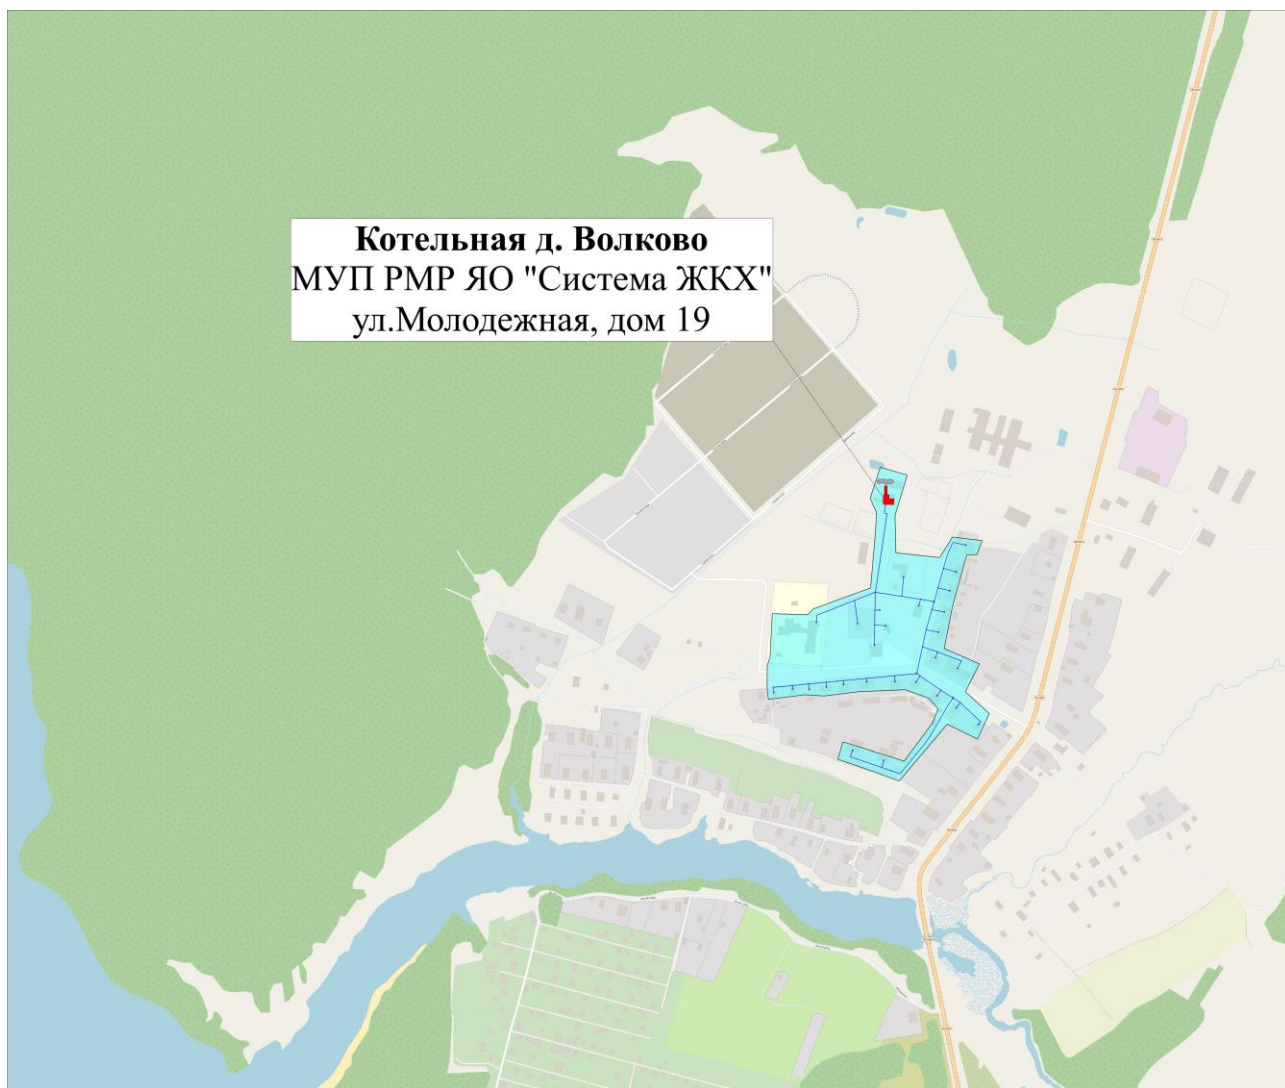 Котельная д. Волково
МУП РМР ЯО "Система ЖКХ"
ул.Молодежная, дом 19